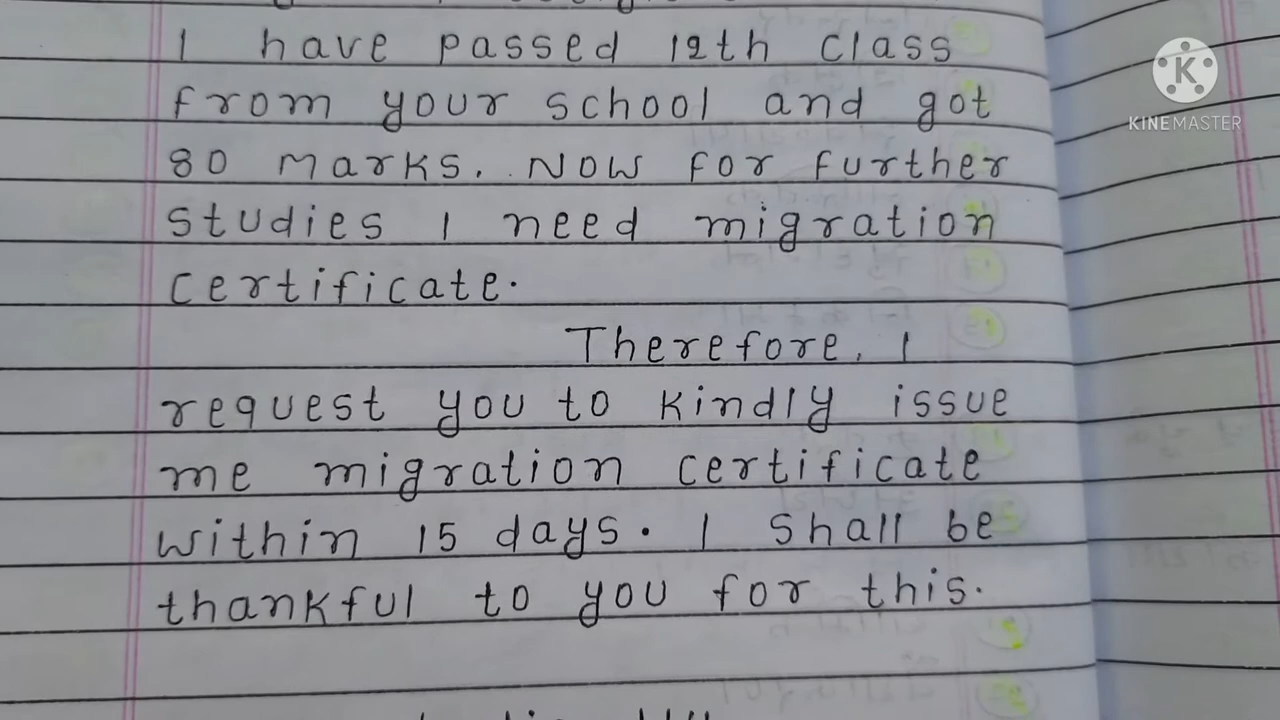 I have passed 12th class
from your school and got
80 Marks. Now for further
studies I need migration
certificate.
Therefore, I
request you to kindly issue
me migration certificate
within 15 days. I shall be
thankful to you for this.
K
KINEMASTER